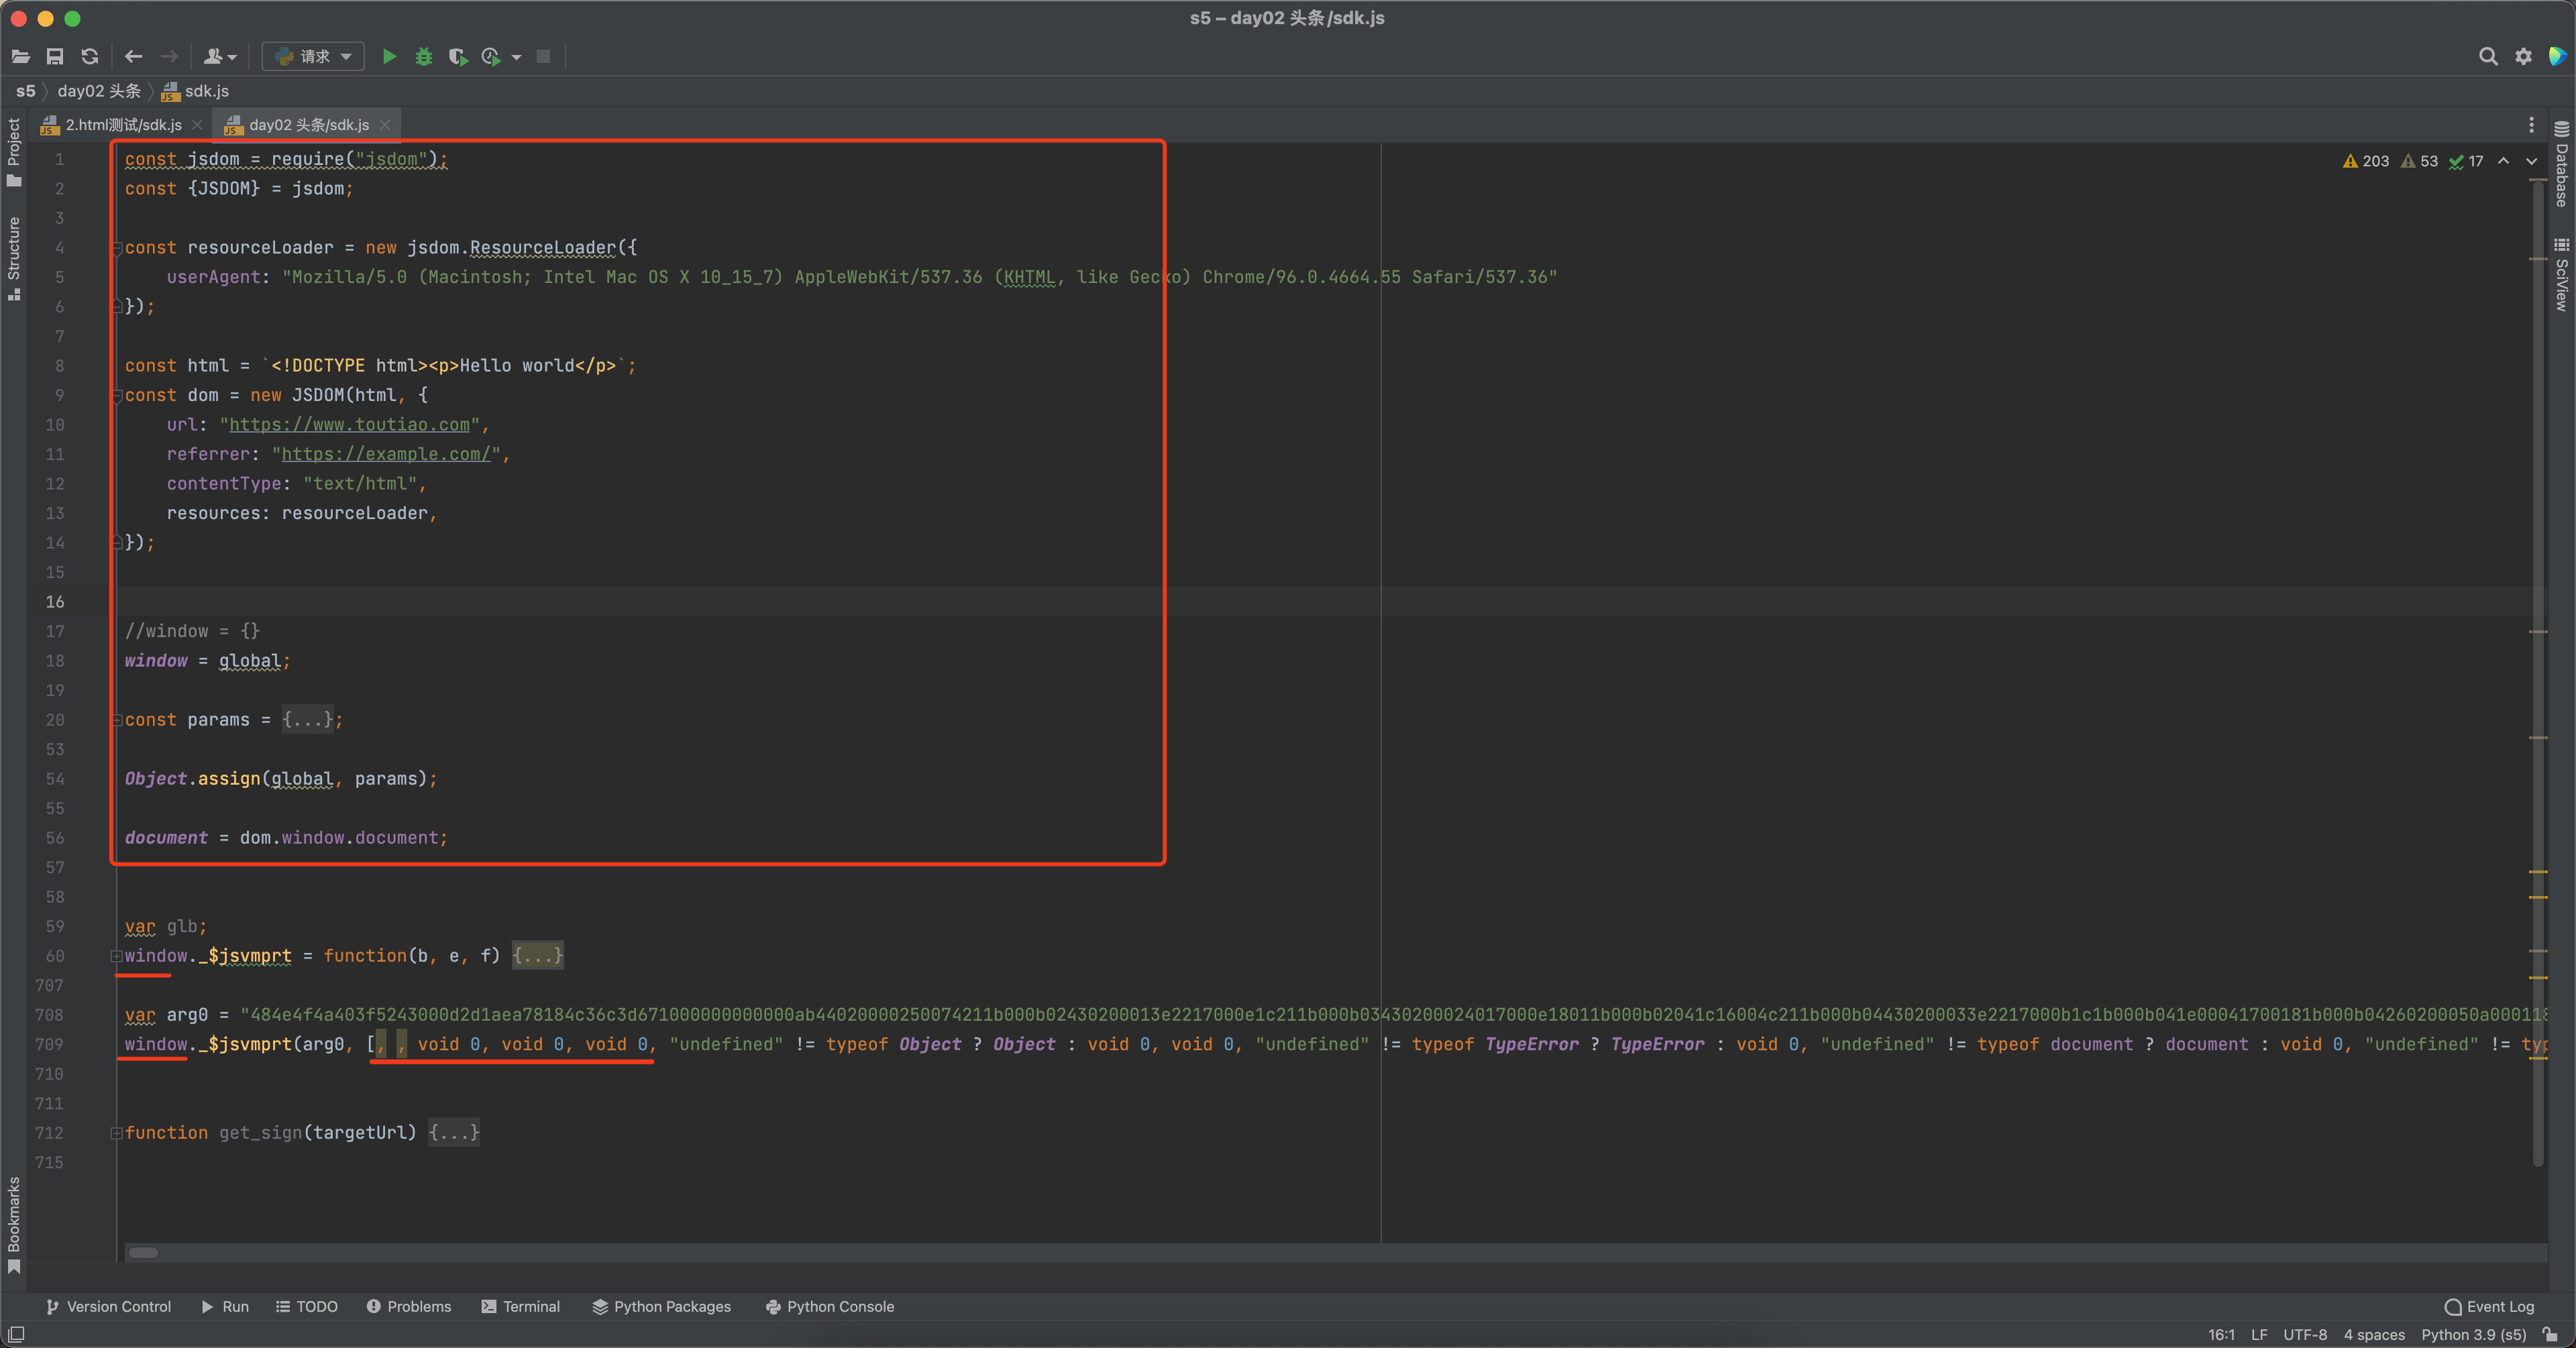 s5 – day02 头条/sdk.js
请求
s5 day02 头条 sdk.js
2.html测试/sdk.js day02 头条/sdk.js
203 53 17
1 const jsdom = require("jsdom");
2 const {JSDOM} = jsdom;
3
4 const resourceLoader = new jsdom.ResourceLoader({
5 userAgent: "Mozilla/5.0 (Macintosh; Intel Mac OS X 10_15_7) AppleWebKit/537.36 (KHTML, like Gecko) Chrome/96.0.4664.55 Safari/537.36"
6 });
7
8 const html = `<!DOCTYPE html><p>Hello world</p>`;
9 const dom = new JSDOM(html, {
10 url: "https://www.toutiao.com",
11 referrer: "https://example.com/",
12 contentType: "text/html",
13 resources: resourceLoader,
14 });
15
16
17 //window = {}
18 window = global;
19
20 const params = {...};
53
54 Object.assign(global, params);
55
56 document = dom.window.document;
57
58
59 var glb;
60 window._$jsvmprt = function(b, e, f) {...}
707
708 var arg0 = "484e4f4a403f5243000d2d1aea78184c36c3d671000000000000ab44020000250074211b000b02430200013e2217000e1c211b000b03430200024017000e18011b000b02041c16004c211b000b04430200033e2217000b1c1b000b041e00041700181b000b04260200050a000118
709 window._$jsvmprt(arg0, [, , void 0, void 0, void 0, "undefined" != typeof Object ? Object : void 0, void 0, "undefined" != typeof TypeError ? TypeError : void 0, "undefined" != typeof document ? document : void 0, "undefined" != typ
710
711
712 function get_sign(targetUrl) {...}
715
Project
Structure
Bookmarks
Database
SciView
Version Control Run TODO Problems Terminal Python Packages Python Console Event Log
16:1 LF UTF-8 4 spaces Python 3.9 (s5)